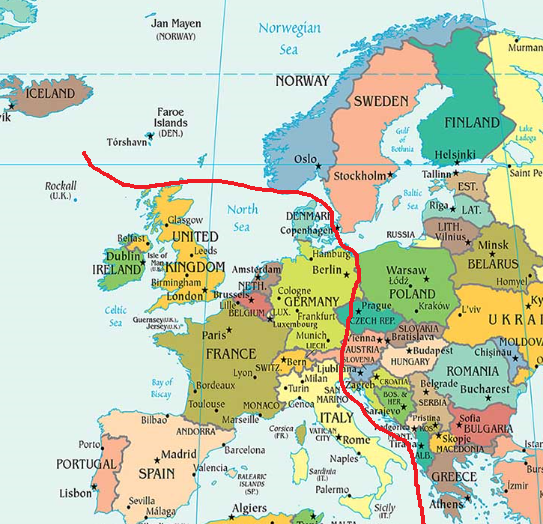 Jan Mayen
(NORWAY)
Norwegian
Sea
Murman
ICELAND
NORWAY
SWEDEN
FINLAND
Faroe
Islands
(DEN.)
Tórshavn
Gulf
of
Bothnia
Lake
Ladoga
Oslo
Helsinki
Rockall
(U.K.)
Stockholm
Tallinn
EST.
Saint Pe
North
Sea
Baltic
Sea
Riga
LAT.
Glasgow
DENMARK
Copenhagen
UNITED
KINGDOM
Belfast
Leeds
RUSSIA
LITH.
Vilnius
Minsk
BELARUS
Dublin
IRELAND
Isle of
Man
(U.K.)
Birmingham
London
Amsterdam
NETH.
Hamburg
Berlin
Warsaw
Łódź
POLAND
Kraków
Homyel
Celtic
Sea
Brussels
Lille
BELGIUM
Cologne
GERMANY
Frankfurt
LUX.
Luxembourg
Prague
CZECH REP.
L'viv
UKRAI
Guernsey (U.K.)
Jersey (U.K.)
Paris
FRANCE
Munich
LIECH.
Vienna
AUSTRIA
SLOVAKIA
Bratislava
Budapest
HUNGARY
MOLDOVA
Chişinău
Bern
SWITZ.
SLOVENIA
Ljubljana
Lyon
Milan
Turin
Zagreb
CROATIA
Belgrade
ROMANIA
Bucharest
Bay of
Biscay
Bordeaux
Toulouse
MONACO
Genoa
SAN
MARINO
BOS. &
HER.
Sarajevo
SERBIA
Marseille
ITALY
Pristina
KOS.
Sofia
BULGARIA
Bilbao
ANDORRA
Corsica
(FR.)
VATICAN
CITY
Rome
Podgorica
MONT.
Skopje
MACEDONIA
Tirana
ALB.
Porto
PORTUGAL
Madrid
SPAIN
Barcelona
Naples
Valencia
BALEARIC
ISLANDS
(SP.)
Sardinia
(IT.)
GREECE
İzmir
Lisbon
Palermo
Athens
Sevilla
Málaga
Algiers
Sicily
(IT.)